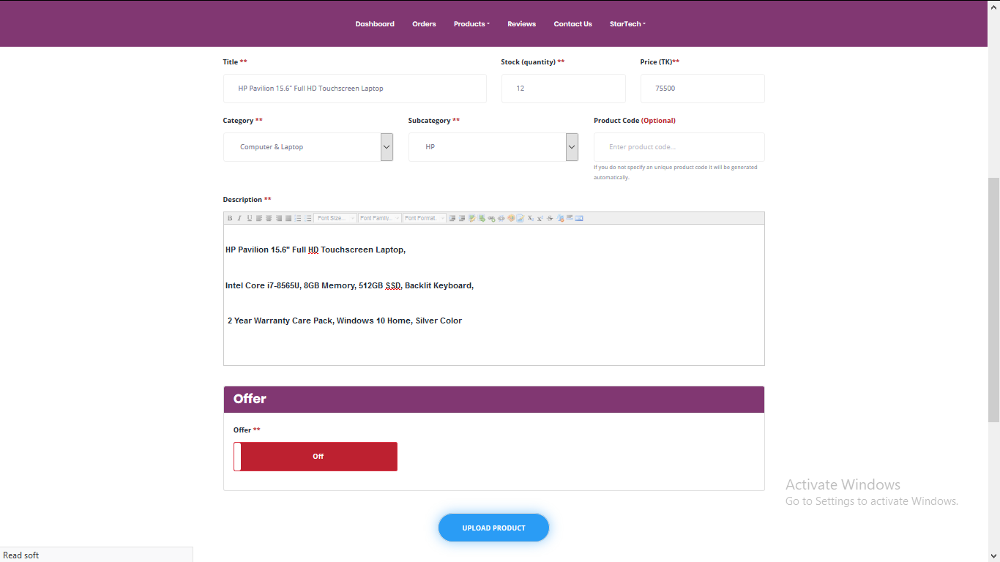 Dashboard Orders Products Reviews Contact Us StarTech
Title ** Stock (quantity) ** Price (TK)**
HP Pavilion 15.6" Full HD Touchscreen Laptop 12 75500
Category ** Subcategory ** Product Code (Optional)
Computer & Laptop HP Enter product code...
If you do not specify an unique product code it will be generated
automatically.
Description **
B I U Font Size... Font Family... Font Format.
HP Pavilion 15.6" Full HD Touchscreen Laptop,
Intel Core i7-8565U, 8GB Memory, 512GB SSD, Backlit Keyboard,
2 Year Warranty Care Pack, Windows 10 Home, Silver Color
Offer
Offer **
Off
Activate Windows
Go to Settings to activate Windows.
UPLOAD PRODUCT
Read soft